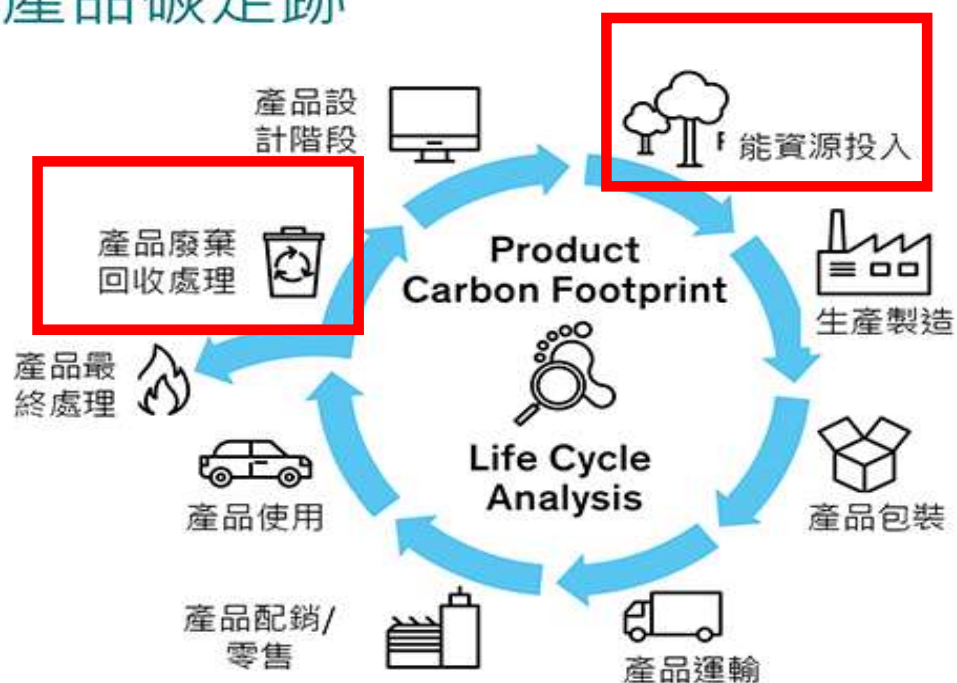 產品碳足跡
產品設
計階段
能資源投入
產品廢棄
回收處理
Product
Carbon Footprint
生產製造
產品最
終處理
Life Cycle
Analysis
產品使用
產品包裝
產品配銷/
零售
產品運輸